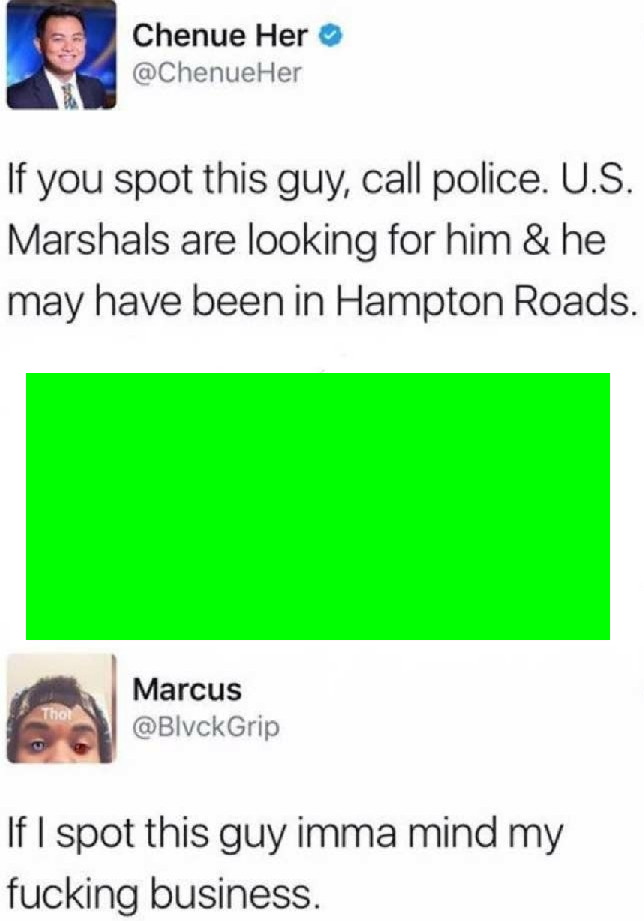 Chenue Her
@ChenueHer
If you spot this guy, call police. U.S.
Marshals are looking for him & he
may have been in Hampton Roads.
Thot
Marcus
@BlvckGrip
If I spot this guy imma mind my
fucking business.